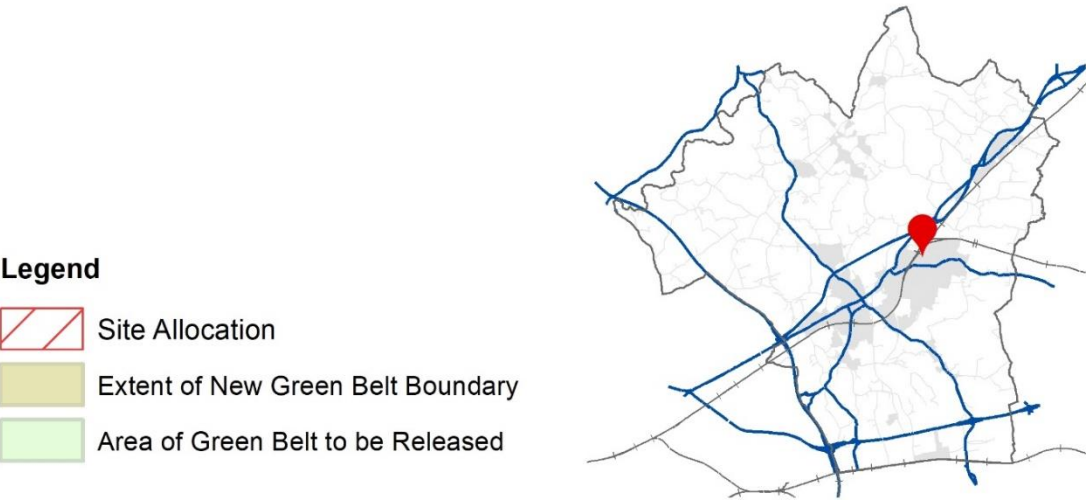 Legend
Site Allocation
Extent of New Green Belt Boundary
Area of Green Belt to be Released